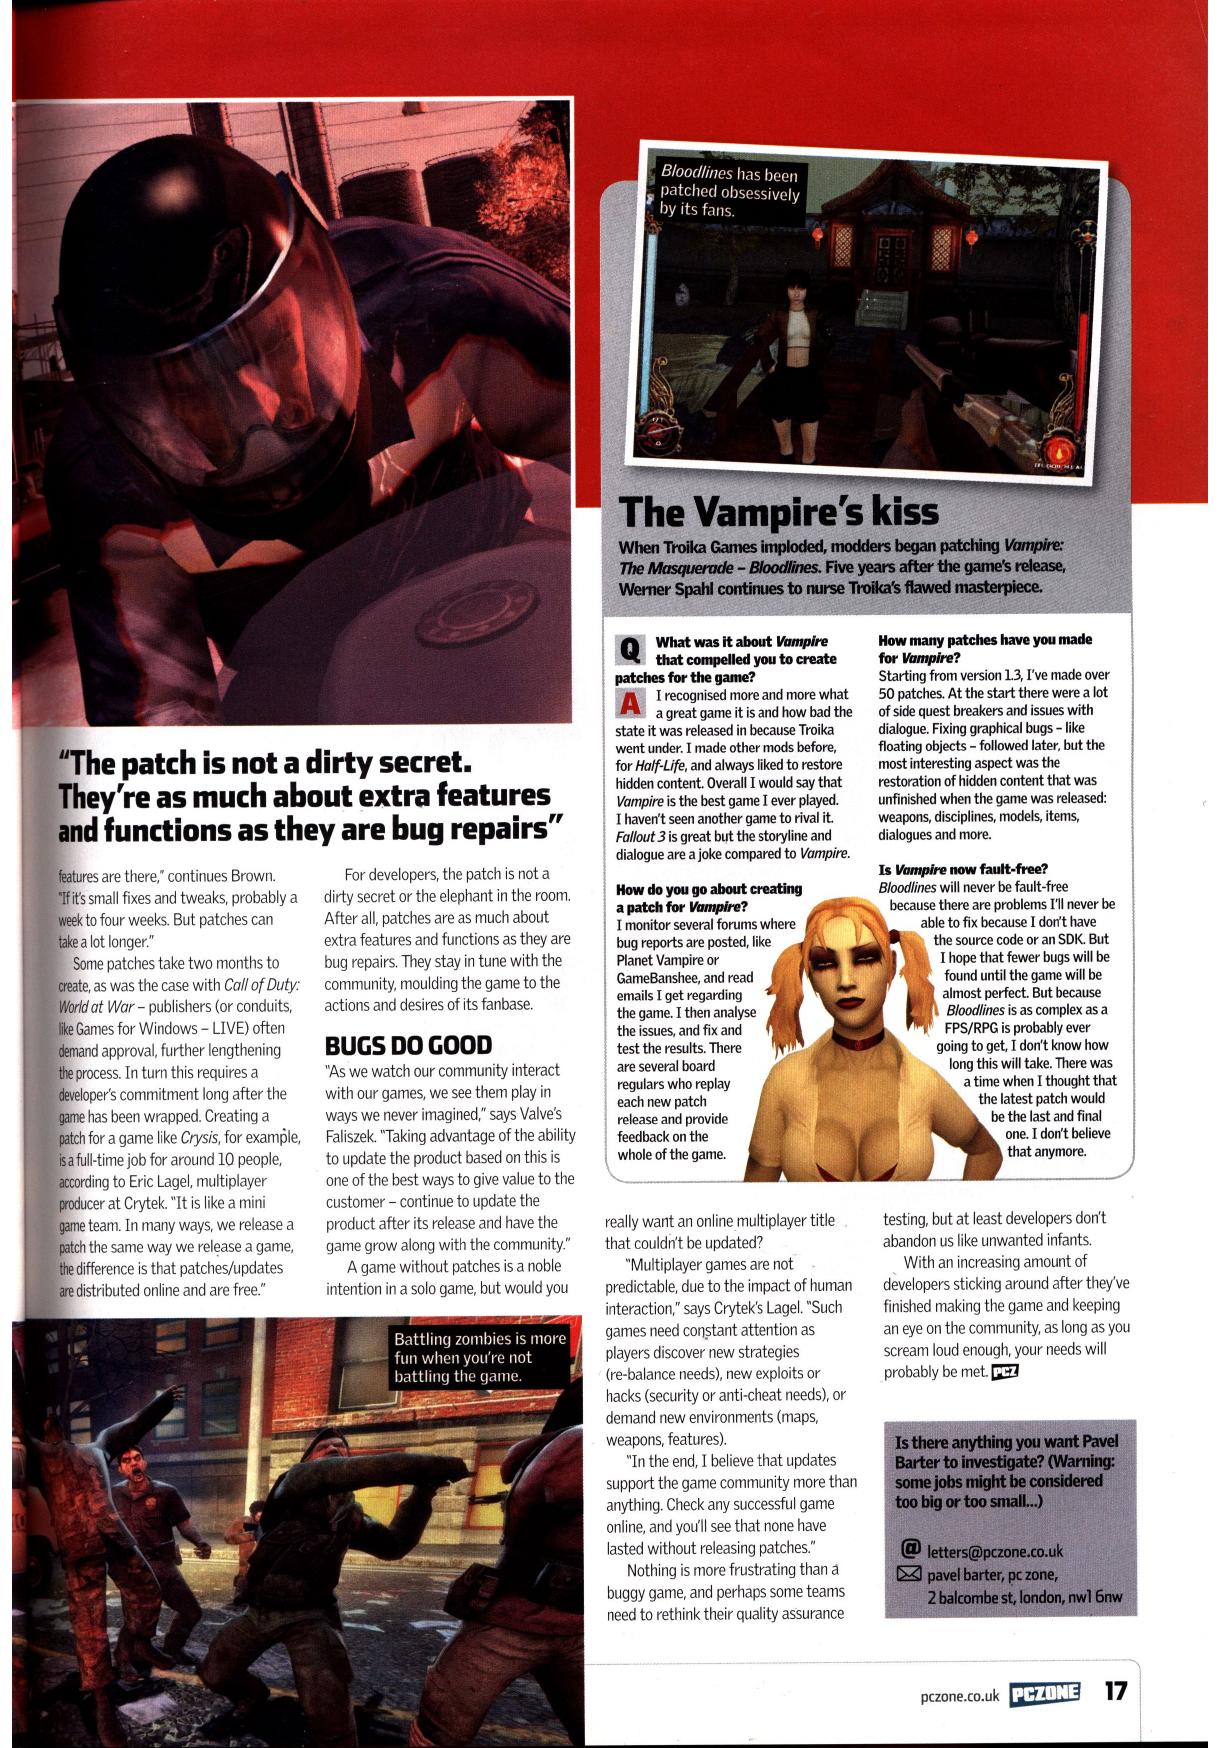 "The patch is not a dirty secret.
They're as much about extra features
and functions as they are bug repairs"
features are there," continues Brown.
"If it's small fixes and tweaks, probably a
week to four weeks. But patches can
take a lot longer."
Some patches take two months to
create, as was the case with Call of Duty:
World at War – publishers (or conduits,
like Games for Windows – LIVE) often
demand approval, further lengthening
the process. In turn this requires a
developer's commitment long after the
game has been wrapped. Creating a
patch for a game like Crysis, for example,
is a full-time job for around 10 people,
according to Eric Lagel, multiplayer
producer at Crytek. "It is like a mini
game team. In many ways, we release a
patch the same way we release a game,
the difference is that patches/updates
are distributed online and are free."
For developers, the patch is not a
dirty secret or the elephant in the room.
After all, patches are as much about
extra features and functions as they are
bug repairs. They stay in tune with the
community, moulding the game to the
actions and desires of its fanbase.
BUGS DO GOOD
"As we watch our community interact
with our games, we see them play in
ways we never imagined," says Valve's
Faliszek. "Taking advantage of the ability
to update the product based on this is
one of the best ways to give value to the
customer – continue to update the
product after its release and have the
game grow along with the community."
A game without patches is a noble
intention in a solo game, but would you
Battling zombies is more
fun when you're not
battling the game.
Bloodlines has been
patched obsessively
by its fans.
The Vampire's kiss
When Troika Games imploded, modders began patching Vampire:
The Masquerade – Bloodlines. Five years after the game's release,
Werner Spahl continues to nurse Troika's flawed masterpiece.
Q What was it about Vampire
that compelled you to create
patches for the game?
A I recognised more and more what
a great game it is and how bad the
state it was released in because Troika
went under. I made other mods before,
for Half-Life, and always liked to restore
hidden content. Overall I would say that
Vampire is the best game I ever played.
I haven't seen another game to rival it.
Fallout 3 is great but the storyline and
dialogue are a joke compared to Vampire.
How do you go about creating
a patch for Vampire?
I monitor several forums where
bug reports are posted, like
Planet Vampire or
GameBanshee, and read
emails I get regarding
the game. I then analyse
the issues, and fix and
test the results. There
are several board
regulars who replay
each new patch
release and provide
feedback on the
whole of the game.
How many patches have you made
for Vampire?
Starting from version 1.3, I've made over
50 patches. At the start there were a lot
of side quest breakers and issues with
dialogue. Fixing graphical bugs – like
floating objects – followed later, but the
most interesting aspect was the
restoration of hidden content that was
unfinished when the game was released:
weapons, disciplines, models, items,
dialogues and more.
Is Vampire now fault-free?
Bloodlines will never be fault-free
because there are problems I'll never be
able to fix because I don't have
the source code or an SDK. But
I hope that fewer bugs will be
found until the game will be
almost perfect. But because
Bloodlines is as complex as a
FPS/RPG is probably ever
going to get, I don't know how
long this will take. There was
a time when I thought that
the latest patch would
be the last and final
one. I don't believe
that anymore.
really want an online multiplayer title
that couldn't be updated?
"Multiplayer games are not
predictable, due to the impact of human
interaction," says Crytek's Lagel. "Such
games need constant attention as
players discover new strategies
(re-balance needs), new exploits or
hacks (security or anti-cheat needs), or
demand new environments (maps,
weapons, features).
"In the end, I believe that updates
support the game community more than
anything. Check any successful game
online, and you'll see that none have
lasted without releasing patches."
Nothing is more frustrating than a
buggy game, and perhaps some teams
need to rethink their quality assurance
testing, but at least developers don't
abandon us like unwanted infants.
With an increasing amount of
developers sticking around after they've
finished making the game and keeping
an eye on the community, as long as you
scream loud enough, your needs will
probably be met. PCZ
Is there anything you want Pavel
Barter to investigate? (Warning:
some jobs might be considered
too big or too small...)
@ letters@pczone.co.uk
pavel barter, pc zone,
2 balcombe st, london, nw1 6nw
pczone.co.uk PCZONE 17